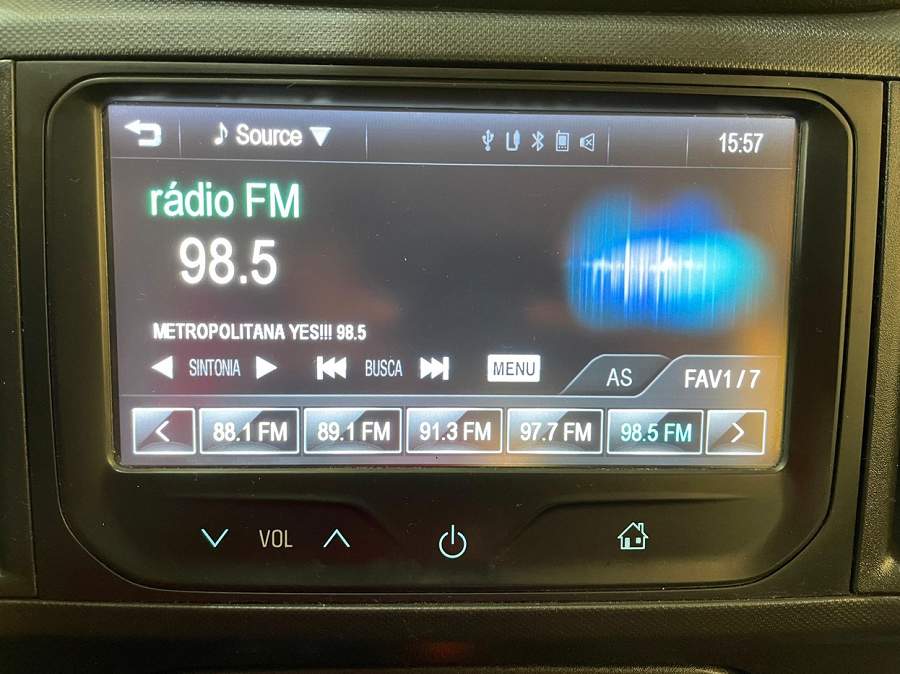 Source 15:57
rádio FM
98.5
METROPOLITANA YES!!! 98.5
SINTONIA BUSCA MENU AS FAV1/7
88.1 FM 89.1 FM 91.3 FM 97.7 FM 98.5 FM
VOL